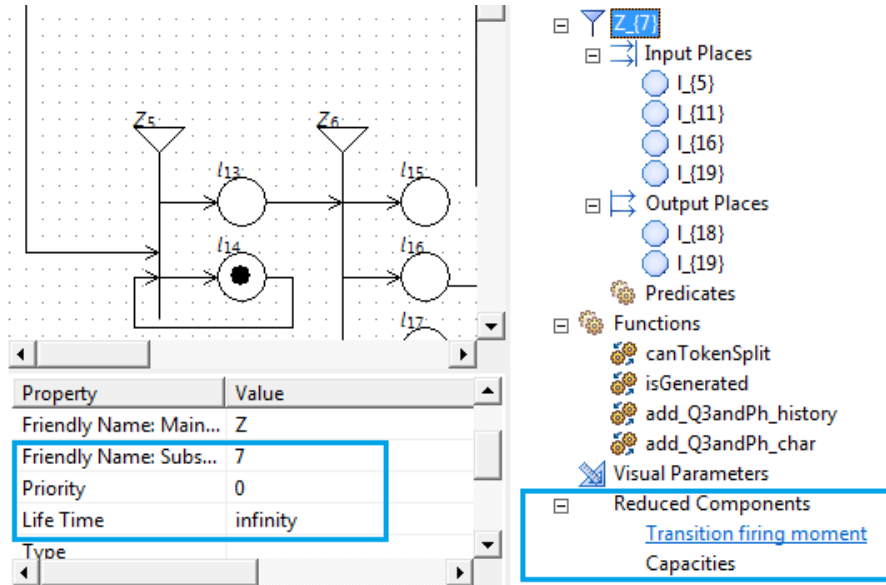 Z5
Z6
l13
l15
l14
l16
l17
Property Value
Friendly Name: Main... Z
Friendly Name: Subs... 7
Priority 0
Life Time infinity
Type
Z_{7}
Input Places
l_{5}
l_{11}
l_{16}
l_{19}
Output Places
l_{18}
l_{19}
Predicates
Functions
canTokenSplit
isGenerated
add_Q3andPh_history
add_Q3andPh_char
Visual Parameters
Reduced Components
Transition firing moment
Capacities